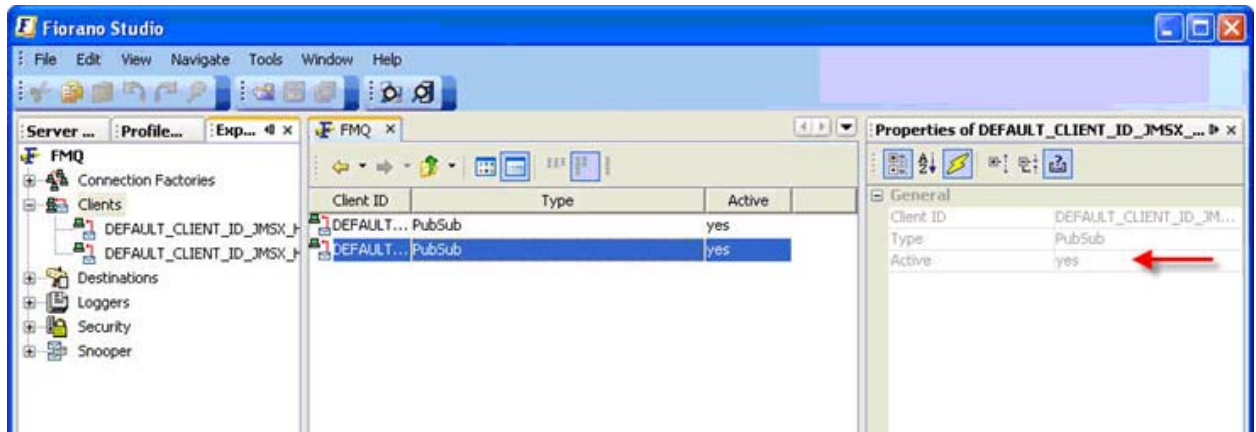 Fiorano Studio
File Edit View Navigate Tools Window Help
Server ... Profile... Exp...
FMQ
Connection Factories
Clients
DEFAULT_CLIENT_ID_JMSX_H
DEFAULT_CLIENT_ID_JMSX_H
Destinations
Loggers
Security
Snooper
FMQ
Client ID Type Active
DEFAULT... PubSub yes
DEFAULT... PubSub yes
Properties of DEFAULT_CLIENT_ID_JMSX_...
General
Client ID DEFAULT_CLIENT_ID_JM...
Type PubSub
Active yes